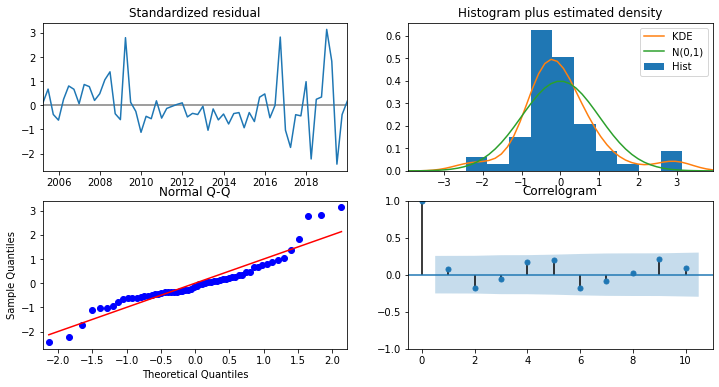 Standardized residual
3
2
1
0
−1
−2
2006 2008 2010 2012 2014 2016 2018
Histogram plus estimated density
0.6
0.5
0.4
0.3
0.2
0.1
0.0
KDE
N(0,1)
Hist
−3 −2 −1 0 1 2 3
Normal Q-Q
Sample Quantiles
3
2
1
0
−1
−2
−2.0 −1.5 −1.0 −0.5 0.0 0.5 1.0 1.5 2.0
Theoretical Quantiles
Correlogram
1.0
0.5
0.0
−0.5
−1.0
0 2 4 6 8 10